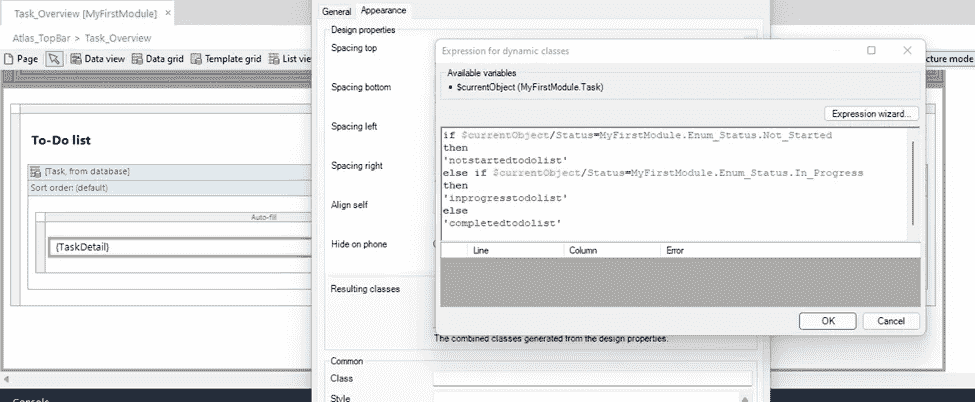 Task_Overview [MyFirstModule] ×
Atlas_TopBar > Task_Overview
Page Data view Data grid Template grid List vie
cture mode
To-Do list
[Task, from database]
Sort order: (default)
Auto-fill
{TaskDetail}
General Appearance
Design properties
Spacing top
Spacing bottom
Spacing left
Spacing right
Align self
Hide on phone
Resulting classes
The combined classes generated from the design properties.
Common
Class
Style
Expression for dynamic classes
Available variables
• $currentObject (MyFirstModule.Task)
Expression wizard...
if $currentObject/Status=MyFirstModule.Enum_Status.Not_Started
then
'notstartedtodolist'
else if $currentObject/Status=MyFirstModule.Enum_Status.In_Progress
then
'inprogresstodolist'
else
'completedtodolist'
Line Column Error
OK Cancel
Console